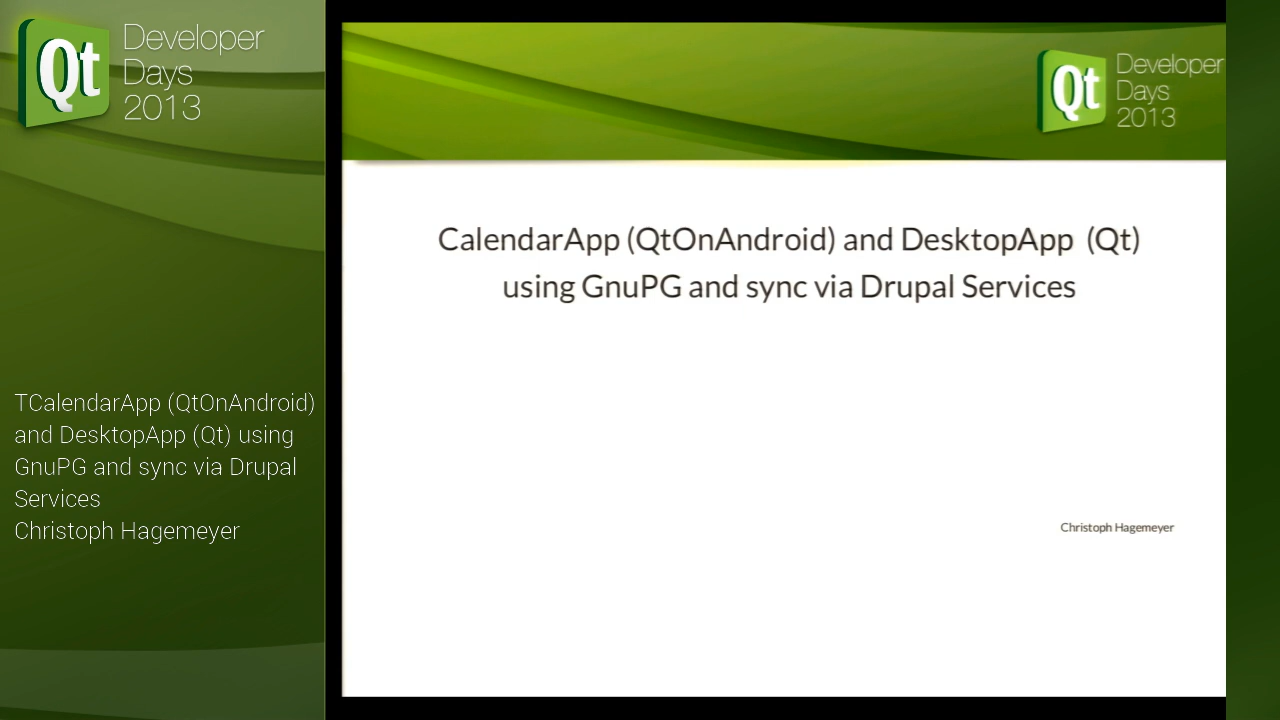 Qt
Developer
Days
2013
TCalendarApp (QtOnAndroid)
and DesktopApp (Qt) using
GnuPG and sync via Drupal
Services
Christoph Hagemeyer
Qt
Developer
Days
2013
CalendarApp (QtOnAndroid) and DesktopApp (Qt)
using GnuPG and sync via Drupal Services
Christoph Hagemeyer